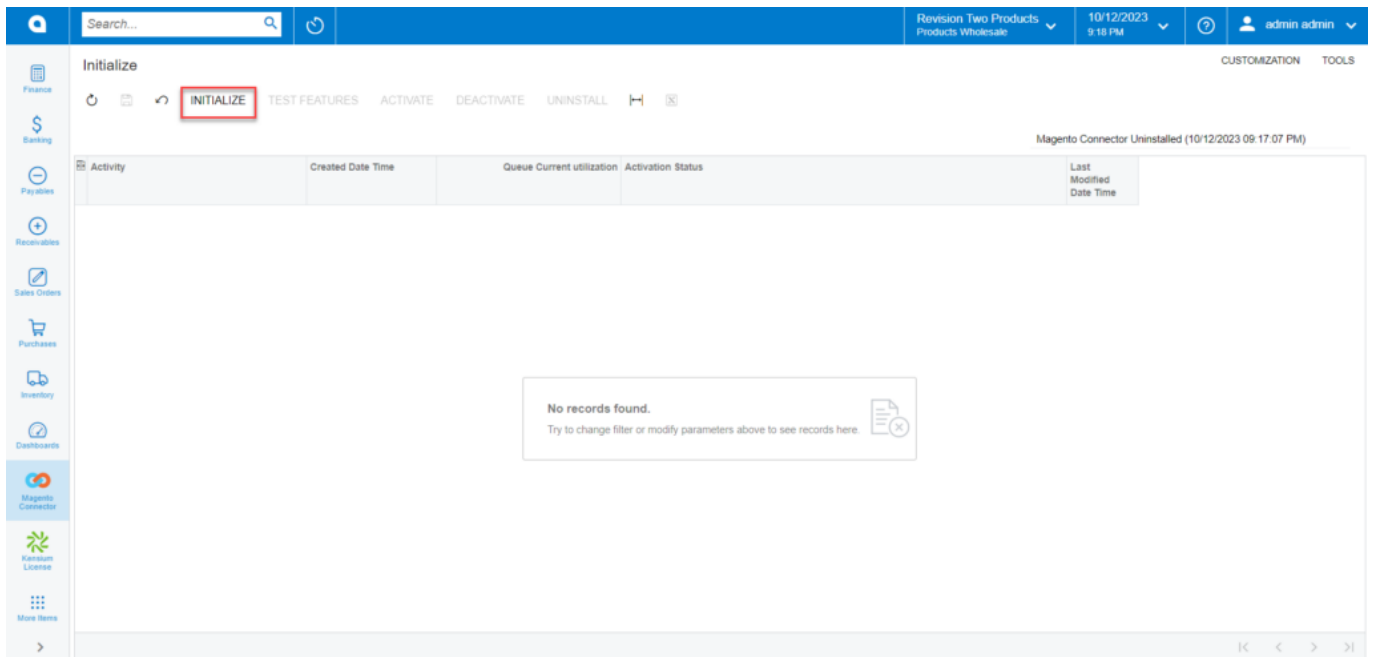 Search...
Revision Two Products
Products Wholesale
10/12/2023
9:18 PM
admin admin
Finance
Banking
Payables
Receivables
Sales Orders
Purchases
Inventory
Dashboards
Magento
Connector
Kensium
License
More Items
Initialize
CUSTOMIZATION TOOLS
INITIALIZE TEST FEATURES ACTIVATE DEACTIVATE UNINSTALL
Magento Connector Uninstalled (10/12/2023 09:17:07 PM)
Activity Created Date Time Queue Current utilization Activation Status Last
Modified
Date Time
No records found.
Try to change filter or modify parameters above to see records here.